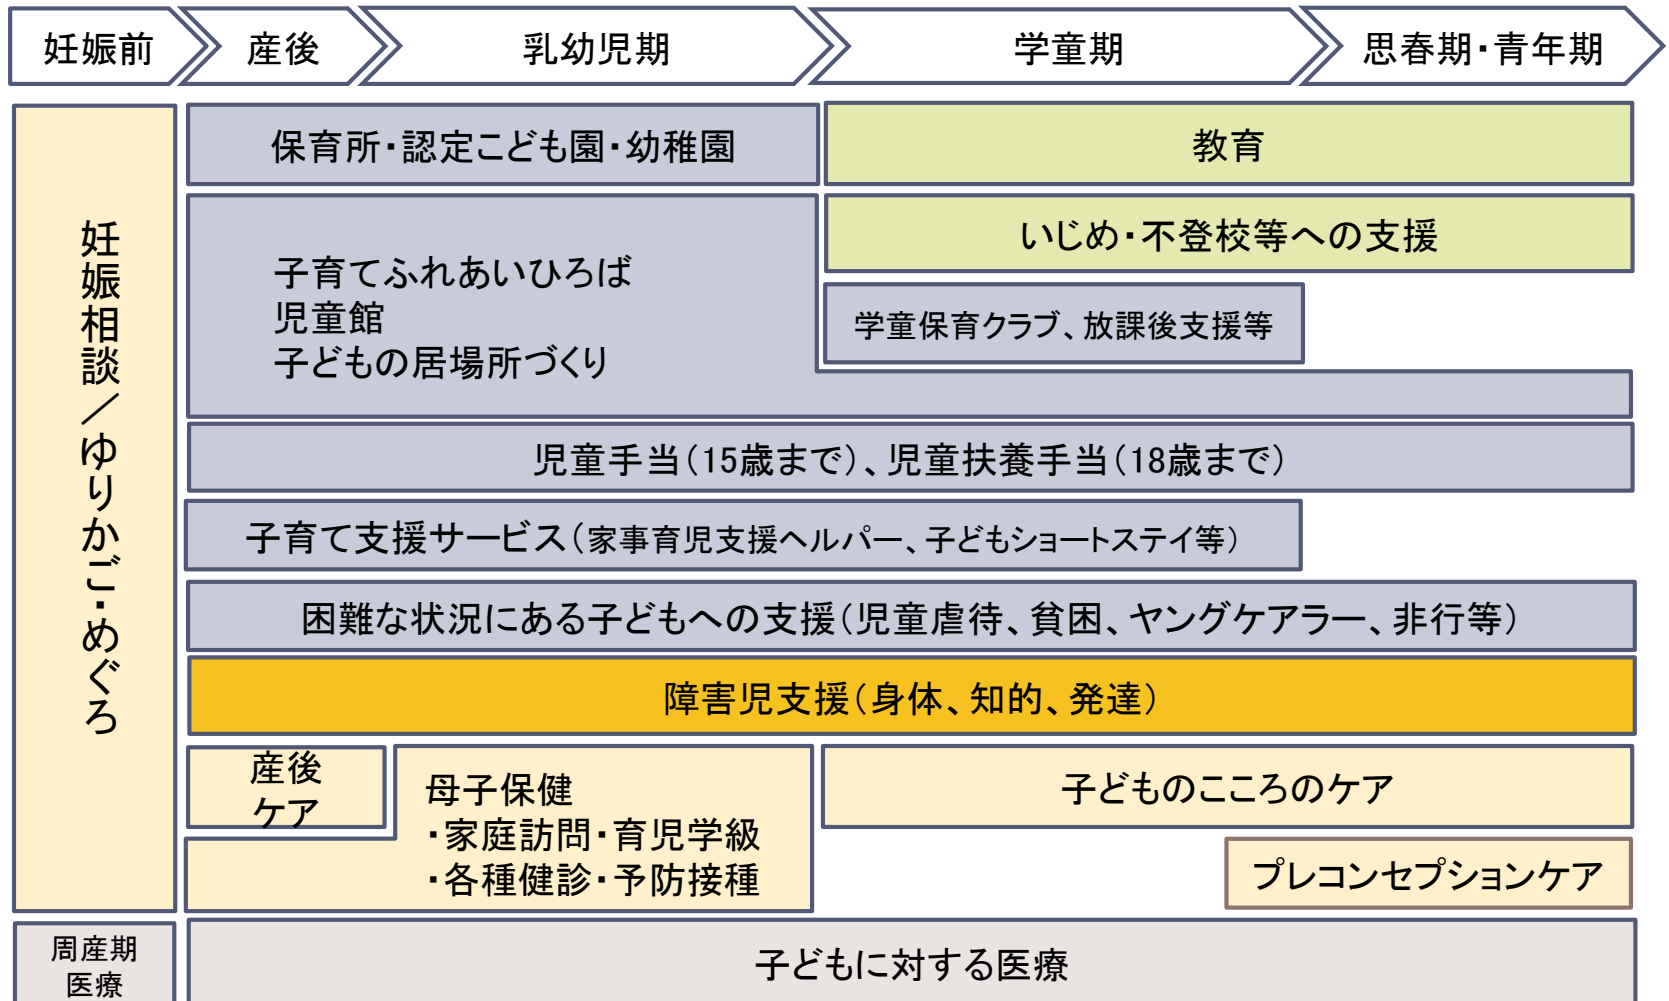 妊娠前
産後
乳幼児期
学童期
思春期・青年期
妊娠相談／ゆりかご・めぐろ
保育所・認定こども園・幼稚園
教育
子育てふれあいひろば
児童館
子どもの居場所づくり
いじめ・不登校等への支援
学童保育クラブ、放課後支援等
児童手当（15歳まで）、児童扶養手当（18歳まで）
子育て支援サービス（家事育児支援ヘルパー、子どもショートステイ等）
困難な状況にある子どもへの支援（児童虐待、貧困、ヤングケアラー、非行等）
障害児支援（身体、知的、発達）
産後
ケア
母子保健
・家庭訪問・育児学級
・各種健診・予防接種
子どものこころのケア
プレコンセプションケア
周産期
医療
子どもに対する医療